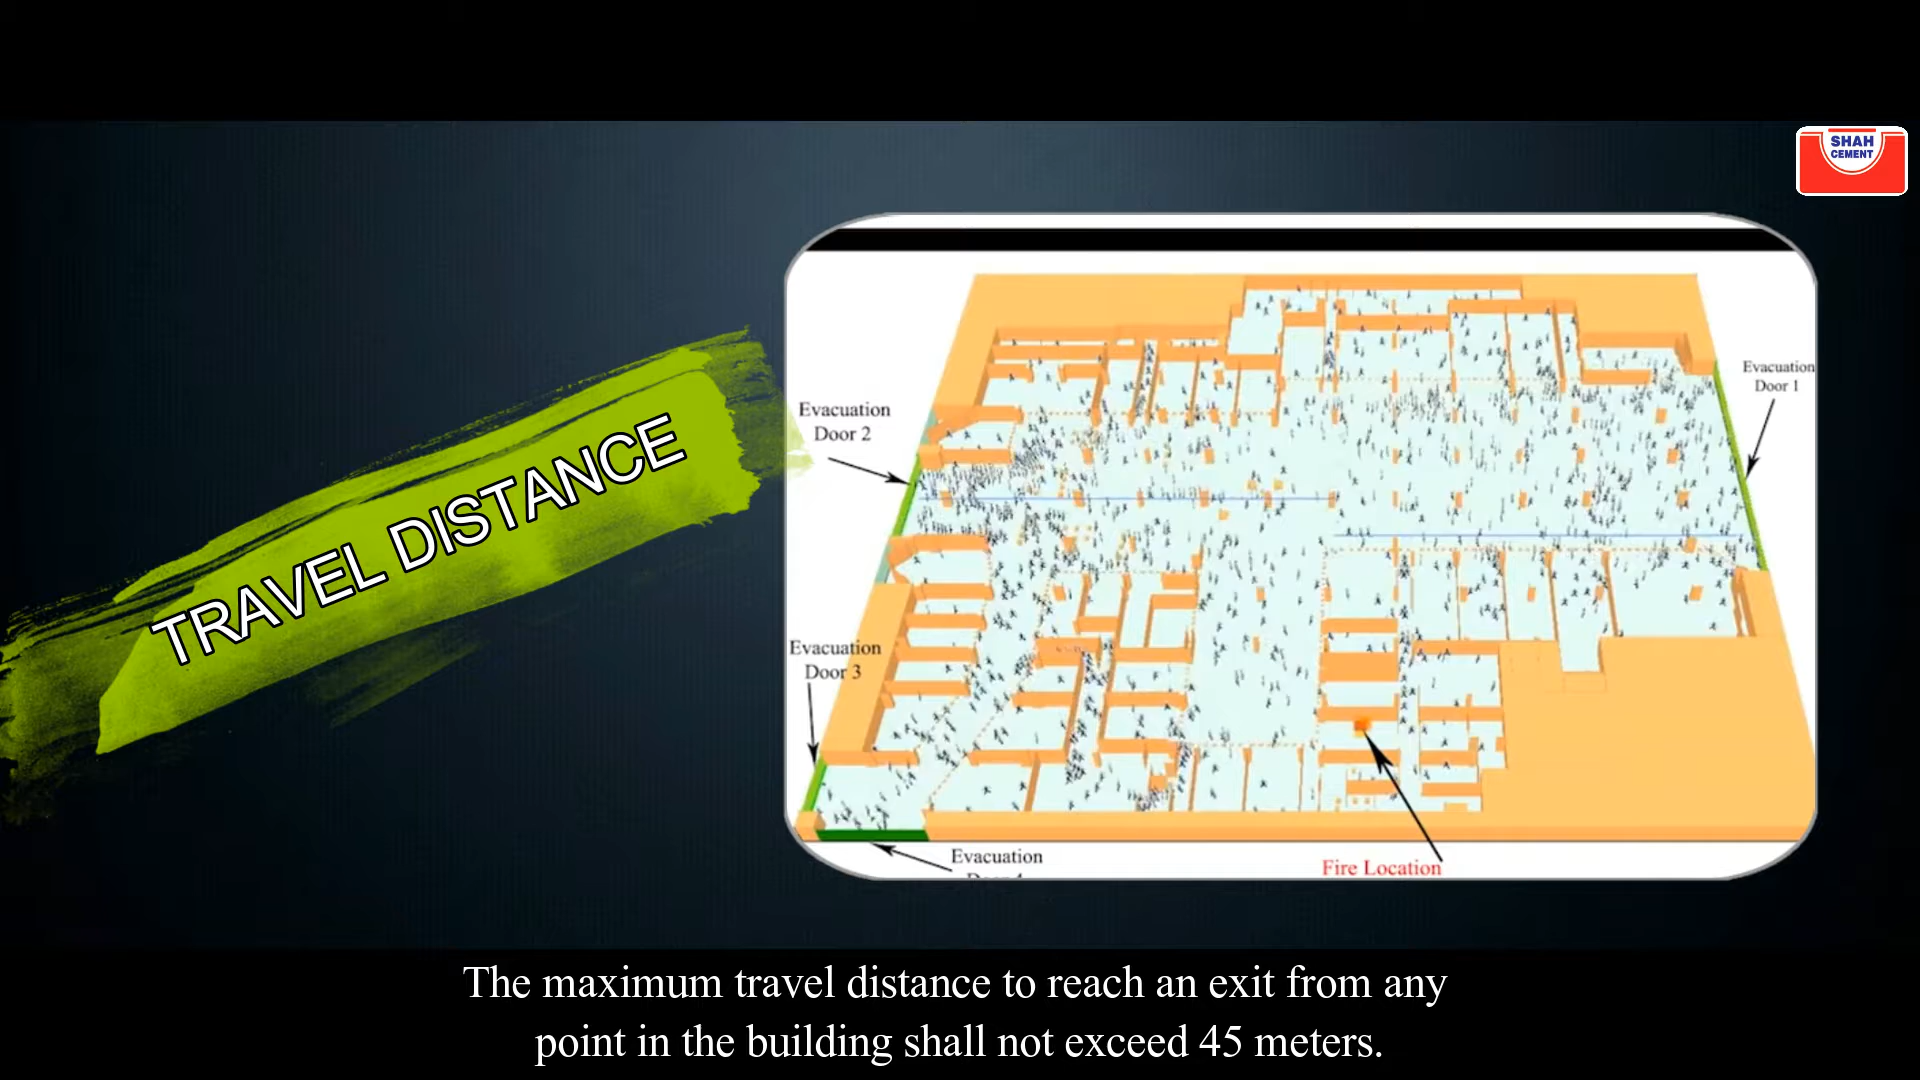 SHAH
CEMENT
TRAVEL DISTANCE
Evacuation
Door 1
Evacuation
Door 2
Evacuation
Door 3
Evacuation
Fire Location
The maximum travel distance to reach an exit from any
point in the building shall not exceed 45 meters.